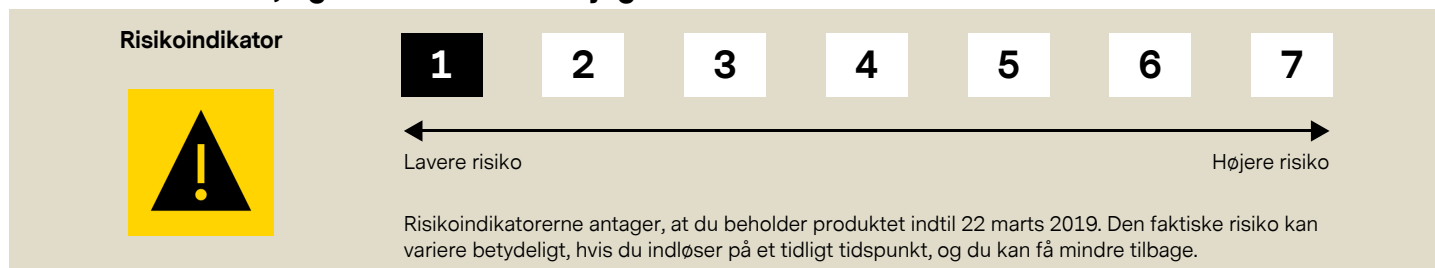 Risikoindikator
1 2 3 4 5 6 7
Lavere risiko Højere risiko
Risikoindikatorerne antager, at du beholder produktet indtil 22 marts 2019. Den faktiske risiko kan
variere betydeligt, hvis du indløser på et tidligt tidspunkt, og du kan få mindre tilbage.